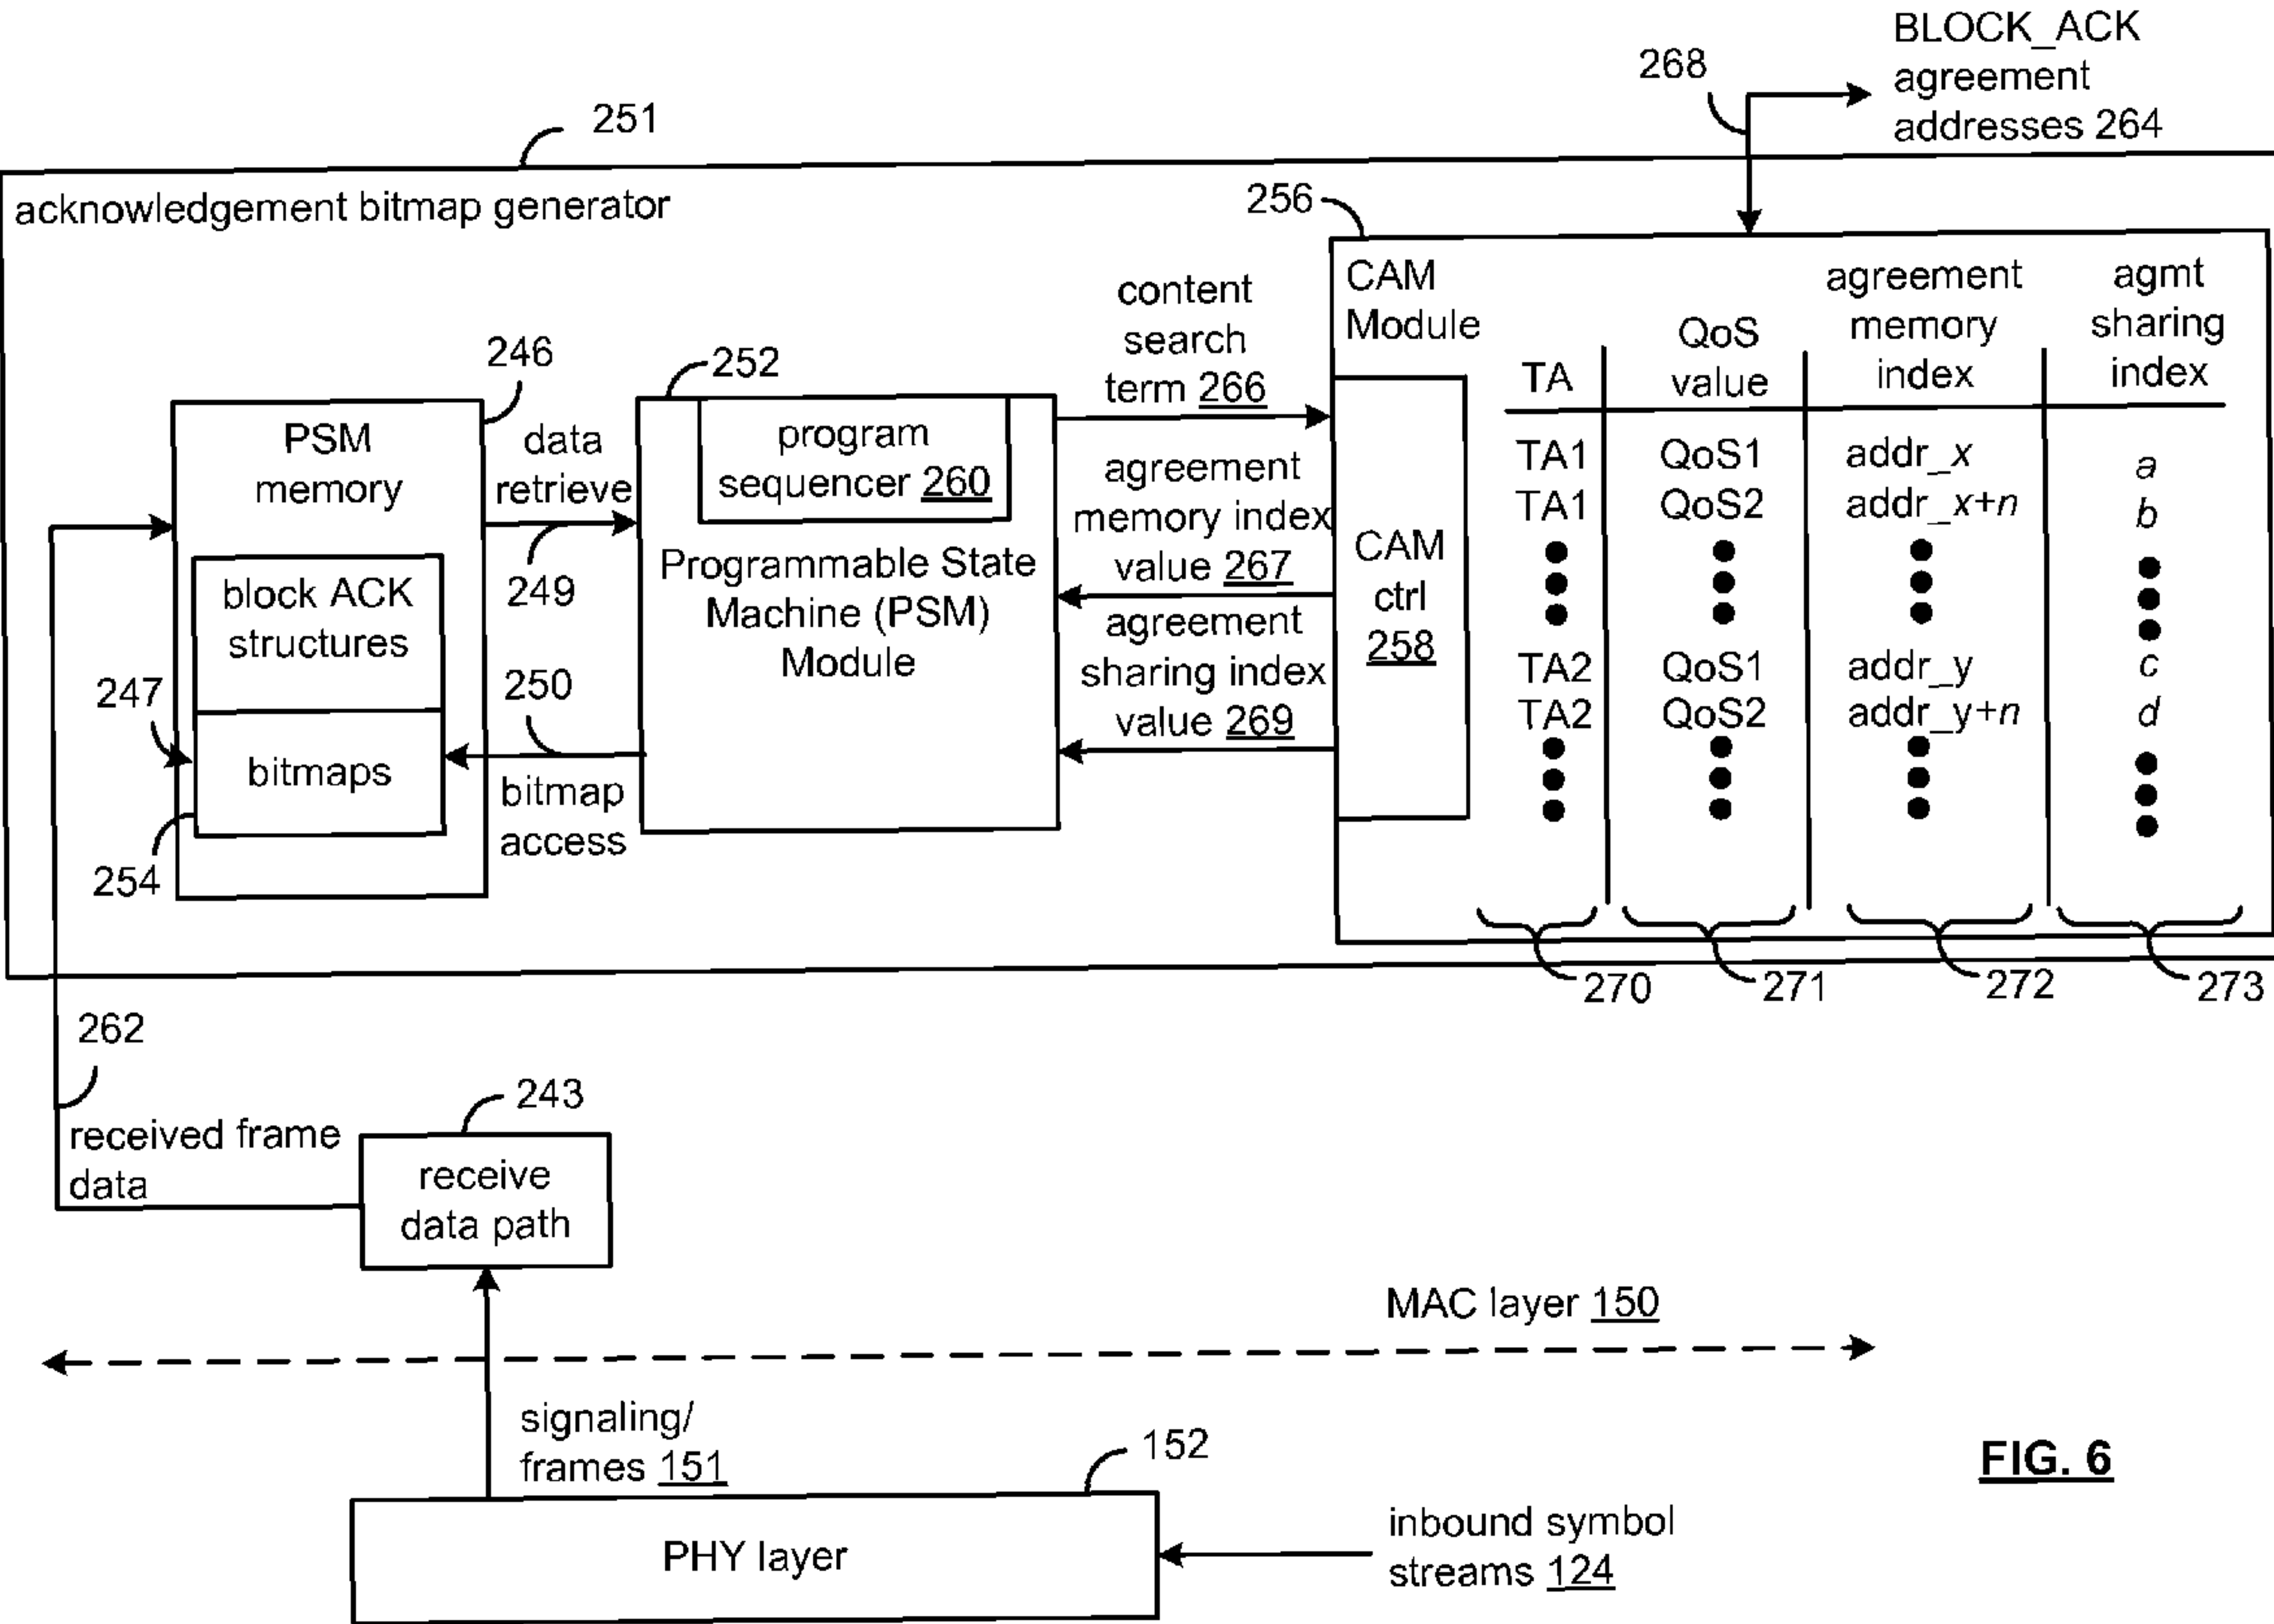 BLOCK_ACK
agreement
addresses 264
268
251
acknowledgement bitmap generator
256
CAM
Module
TA
QoS
value
agreement
memory
index
agmt
sharing
index
TA1 QoS1 addr_x a
TA1 QoS2 addr_x+n b
TA2 QoS1 addr_y c
TA2 QoS2 addr_y+n d
270
271
272
273
CAM
ctrl
258
content
search
term 266
agreement
memory index
value 267
agreement
sharing index
value 269
252
program
sequencer 260
Programmable State
Machine (PSM)
Module
246
PSM
memory
data
retrieve
249
block ACK
structures
247
250
bitmaps
bitmap
access
254
262
received frame
data
243
receive
data path
MAC layer 150
signaling/
frames 151
152
PHY layer
inbound symbol
streams 124
FIG. 6